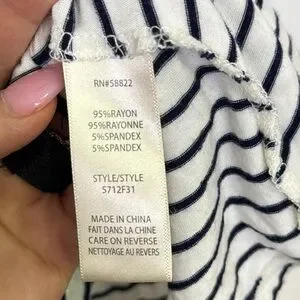 RN#58822
95%RAYON
95%RAYONNE
5%SPANDEX
5%SPANDEX
STYLE/STYLE
5712F31
MADE IN CHINA
FAIT DANS LA CHINE
CARE ON REVERSE
NETTOYAGE AU REVERS